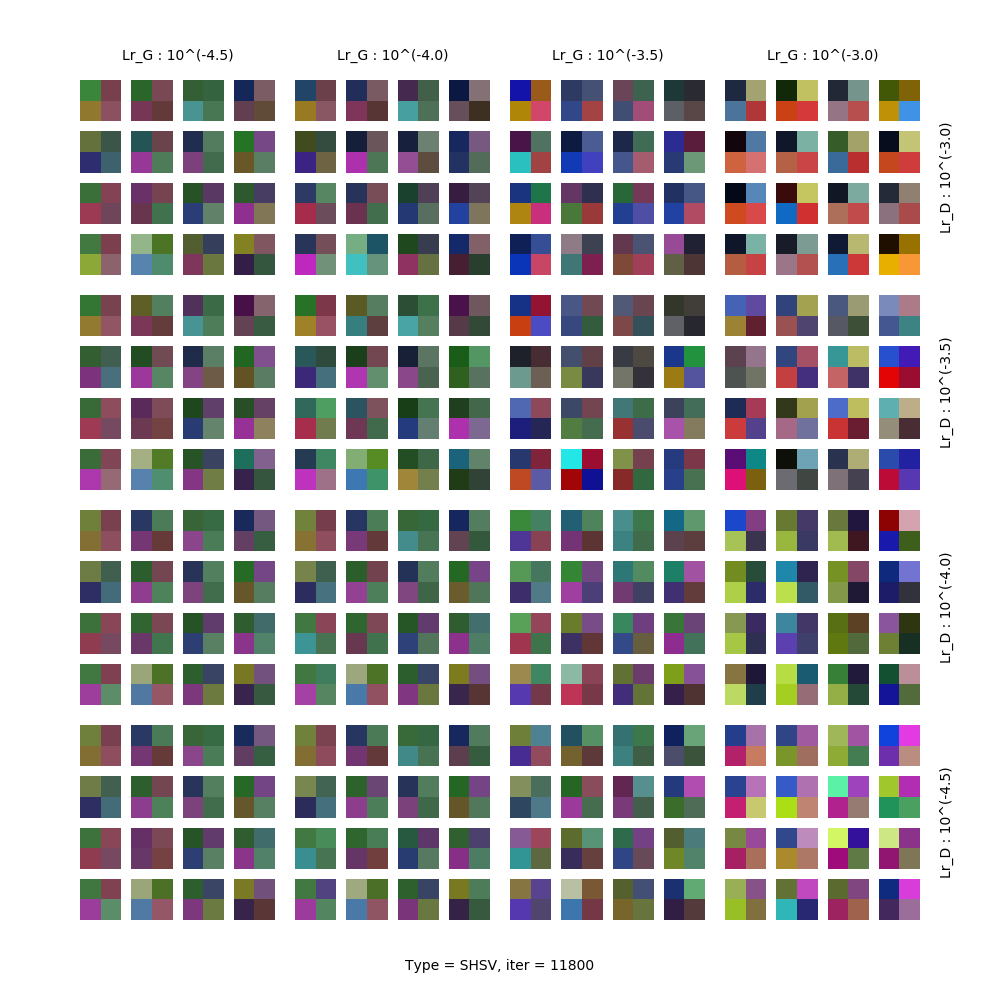 Lr_G : 10^(-4.5)
Lr_G : 10^(-4.0)
Lr_G : 10^(-3.5)
Lr_G : 10^(-3.0)
Lr_D : 10^(-3.0)
Lr_D : 10^(-3.5)
Lr_D : 10^(-4.0)
Lr_D : 10^(-4.5)
Type = SHSV, iter = 11800